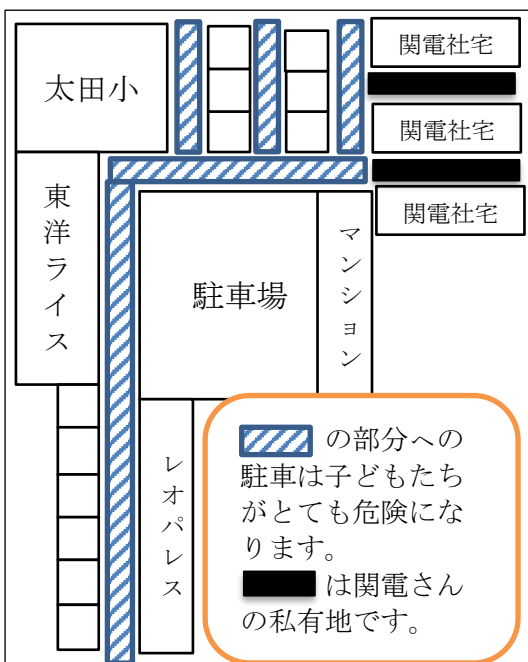 太田小
関電社宅
関電社宅
関電社宅
東洋ライス
駐車場
マンション
レオパレス
の部分への
駐車は子どもたち
がとても危険にな
ります。
は関電さん
の私有地です。